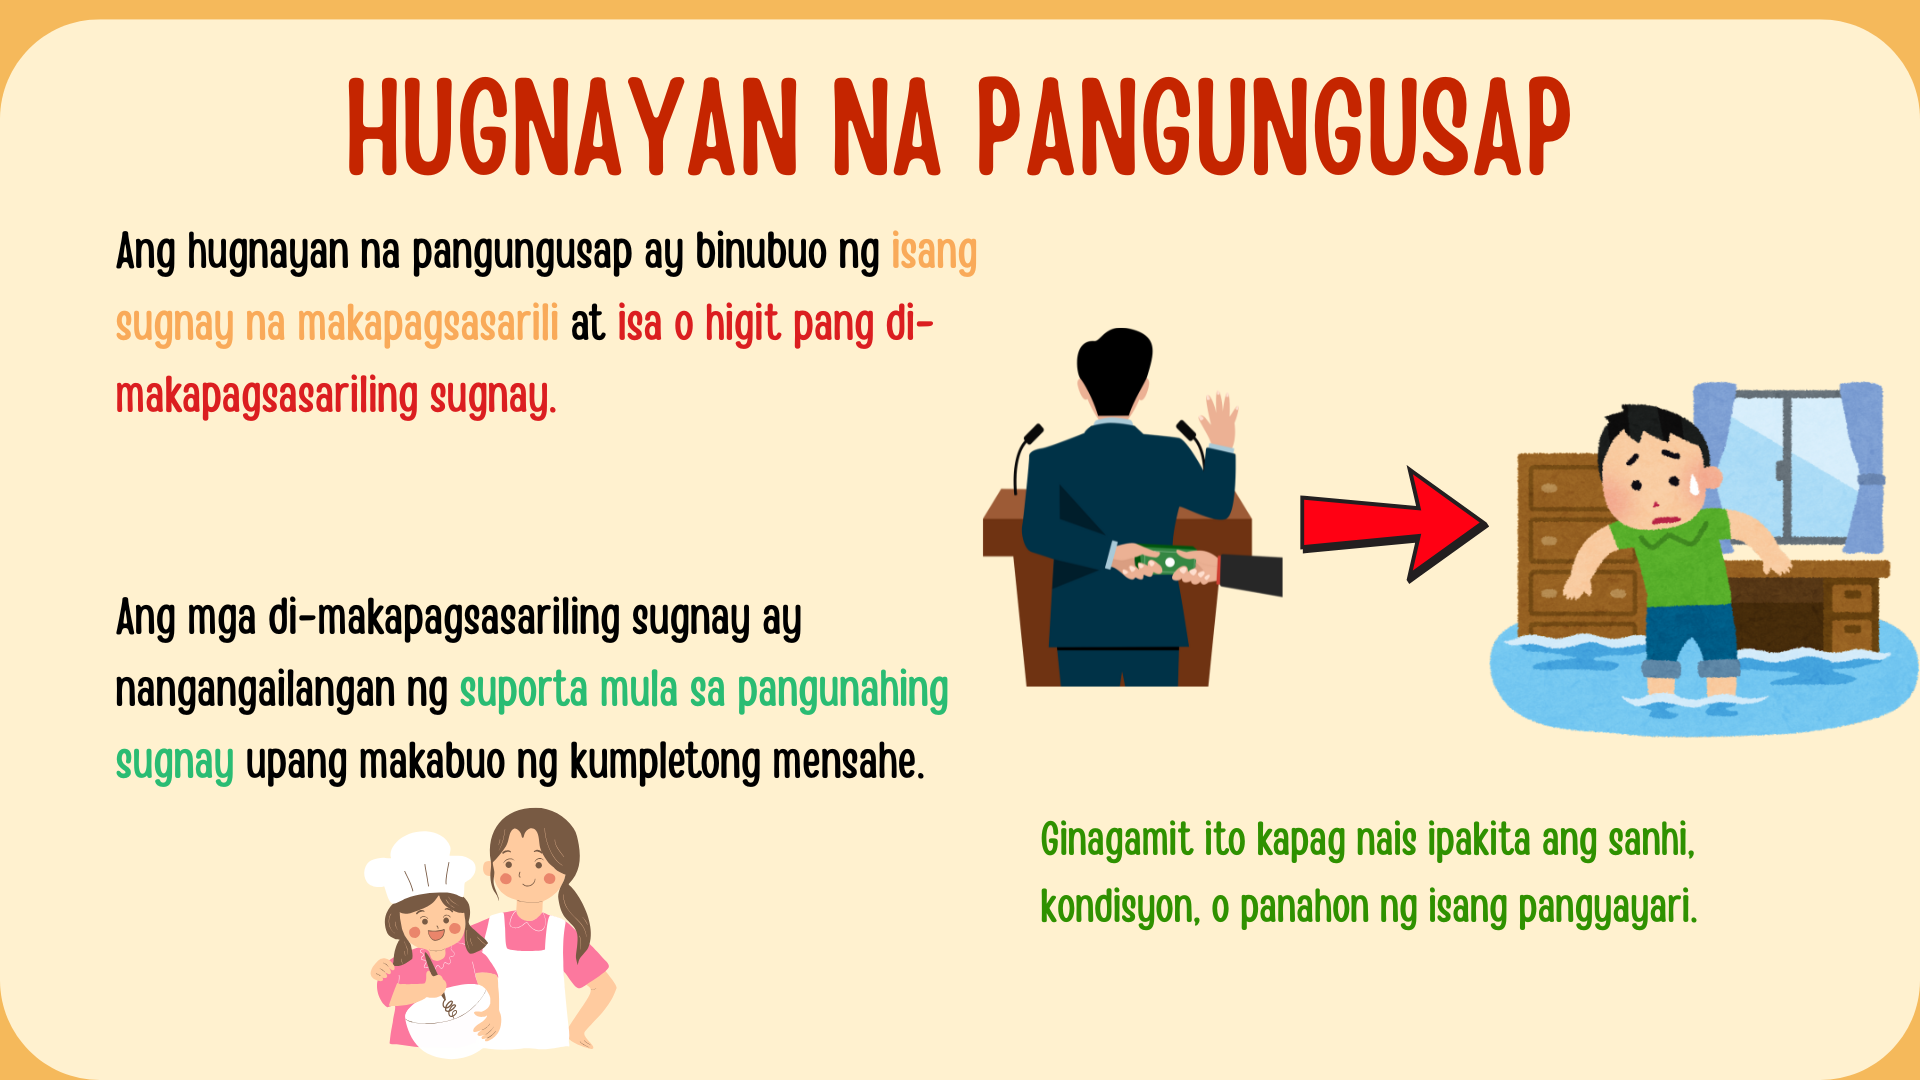 HUGNAYAN NA PANGUNGUSAP
Ang hugnayan na pangungusap ay binubuo ng isang
sugnay na makapagsasarili at isa o higit pang di-
makapagsasariling sugnay.
Ang mga di-makapagsasariling sugnay ay
nangangailangan ng suporta mula sa pangunahing
sugnay upang makabuo ng kumpletong mensahe.
Ginagamit ito kapag nais ipakita ang sanhi,
kondisyon, o panahon ng isang pangyayari.